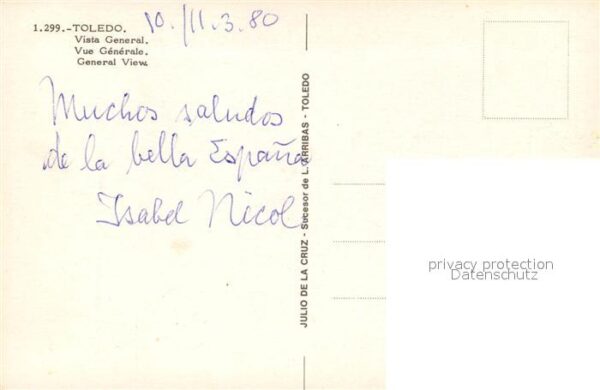 1.299.-TOLEDO.
Vista General.
Vue Générale.
General View.
10./11.3.80
Muchos saludos
de la bella España
Isabel Nicol
JULIO DE LA CRUZ - Sucesor de L. ARRIBAS - TOLEDO
privacy protection
Datenschutz